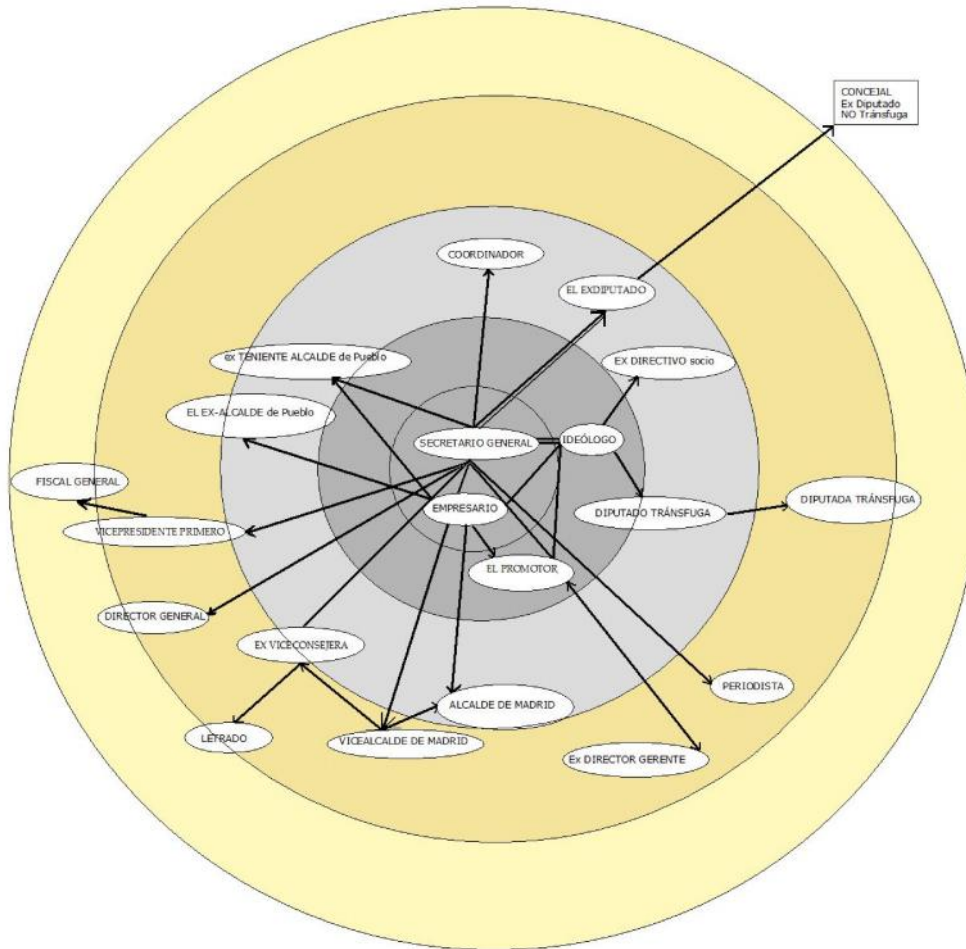 CONCEJAL
Ex Diputado
NO Tránsfuga
COORDINADOR
EL EXDIPUTADO
ex TENIENTE ALCALDE de Pueblo
EX DIRECTIVO socio
EL EX-ALCALDE de Pueblo
SECRETARIO GENERAL
IDEÓLOGO
FISCAL GENERAL
DIPUTADA TRÁNSFUGA
EMPRESARIO
DIPUTADO TRÁNSFUGA
VICEPRESIDENTE PRIMERO
EL PROMOTOR
DIRECTOR GENERAL
EX VICECONSEJERA
PERIODISTA
ALCALDE DE MADRID
LETRADO
VICEALCALDE DE MADRID
Ex DIRECTOR GERENTE